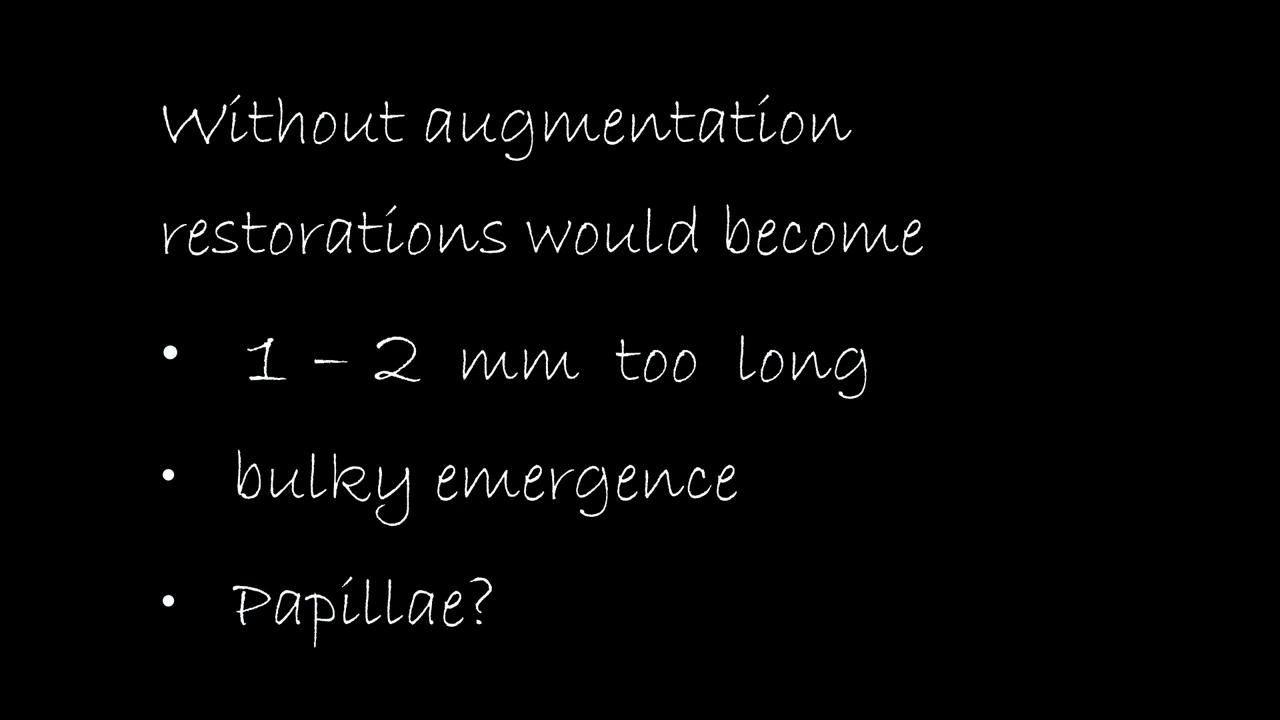 Without augmentation
restorations would become
• 1 – 2 mm too long
• bulky emergence
• Papillae?